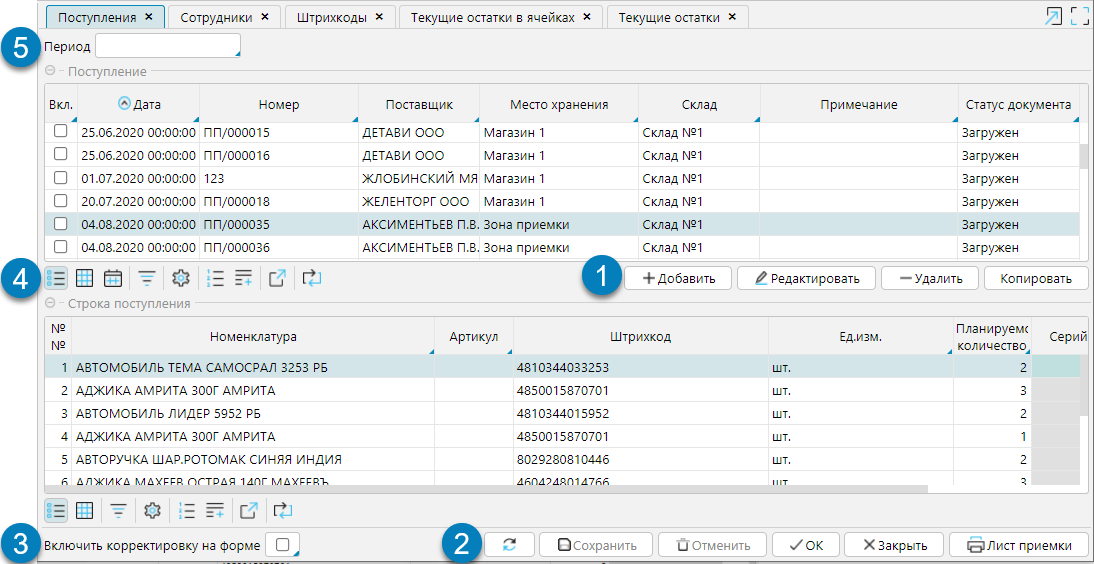 Поступления × Сотрудники × Штрихкоды × Текущие остатки в ячейках × Текущие остатки ×
5 Период
Поступление
Вкл. Дата Номер Поставщик Место хранения Склад Примечание Статус документа
25.06.2020 00:00:00 ПП/000015 ДЕТАВИ ООО Магазин 1 Склад №1 Загружен
25.06.2020 00:00:00 ПП/000016 ДЕТАВИ ООО Магазин 1 Склад №1 Загружен
01.07.2020 00:00:00 123 ЖЛОБИНСКИЙ МЯ Магазин 1 Склад №1 Загружен
20.07.2020 00:00:00 ПП/000018 ЖЕЛЕНТОРГ ООО Магазин 1 Склад №1 Загружен
04.08.2020 00:00:00 ПП/000035 АКСИМЕНТЬЕВ П.В. Зона приемки Склад №1 Загружен
04.08.2020 00:00:00 ПП/000036 АКСИМЕНТЬЕВ П.В. Зона приемки Склад №1 Загружен
4 1 Добавить Редактировать Удалить Копировать
Строка поступления
№ Номенклатура Артикул Штрихкод Ед.изм. Планируемо Серий
№ количество
1 АВТОМОБИЛЬ ТЕМА САМОСРАЛ 3253 РБ 4810344033253 шт. 2
2 АДЖИКА АМРИТА 300Г АМРИТА 4850015870701 шт. 3
3 АВТОМОБИЛЬ ЛИДЕР 5952 РБ 4810344015952 шт. 2
4 АДЖИКА АМРИТА 300Г АМРИТА 4850015870701 шт. 1
5 АВТОРУЧКА ШАР.РОТОМАК СИНЯЯ ИНДИЯ 8029280810446 шт. 2
6 АДЖИКА МАХЕЕВ ОСТРАЯ 140Г МАХЕЕВЪ 4604248014766 шт. 3
3 Включить корректировку на форме 2 Сохранить Отменить OK Закрыть Лист приемки